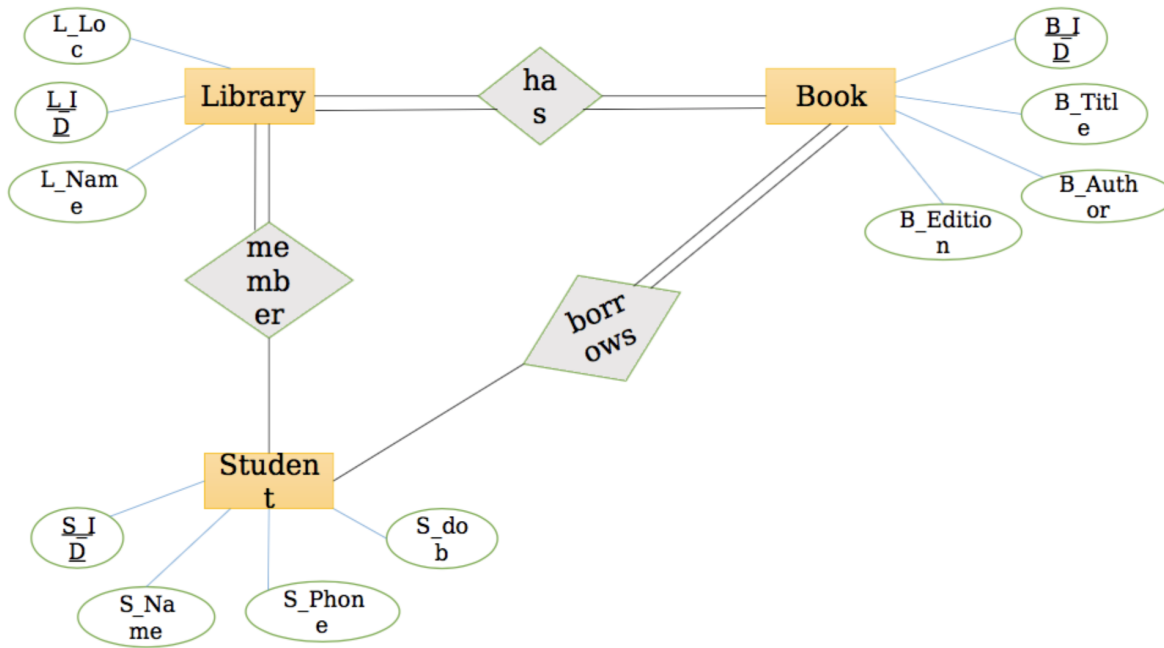 L_Lo
c
Library
L_I
D
L_Nam
e
ha
s
Book
B_I
D
B_Titl
e
B_Auth
or
B_Editio
n
me
mb
er
borr
ows
Studen
t
S_I
D
S_Na
me
S_Phon
e
S_do
b